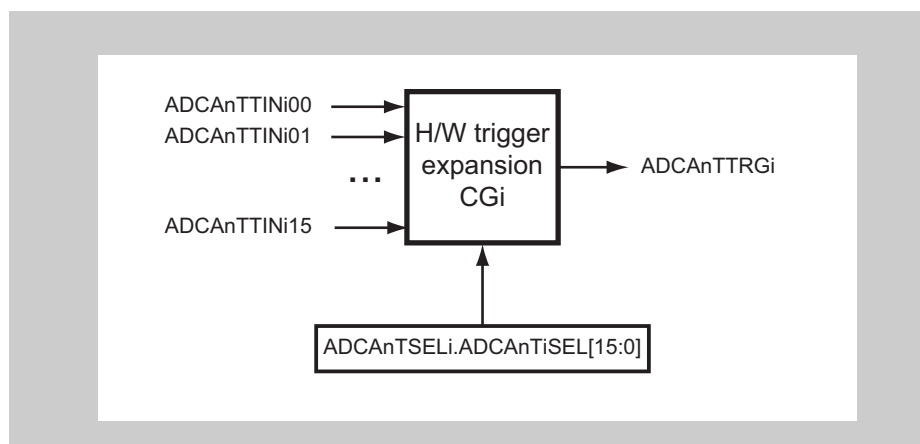 ADCAnTTINi00
ADCAnTTINi01
...
ADCAnTTINi15
H/W trigger
expansion
CGi
ADCAnTTRGi
ADCAnTSELi.ADCAnTiSEL[15:0]